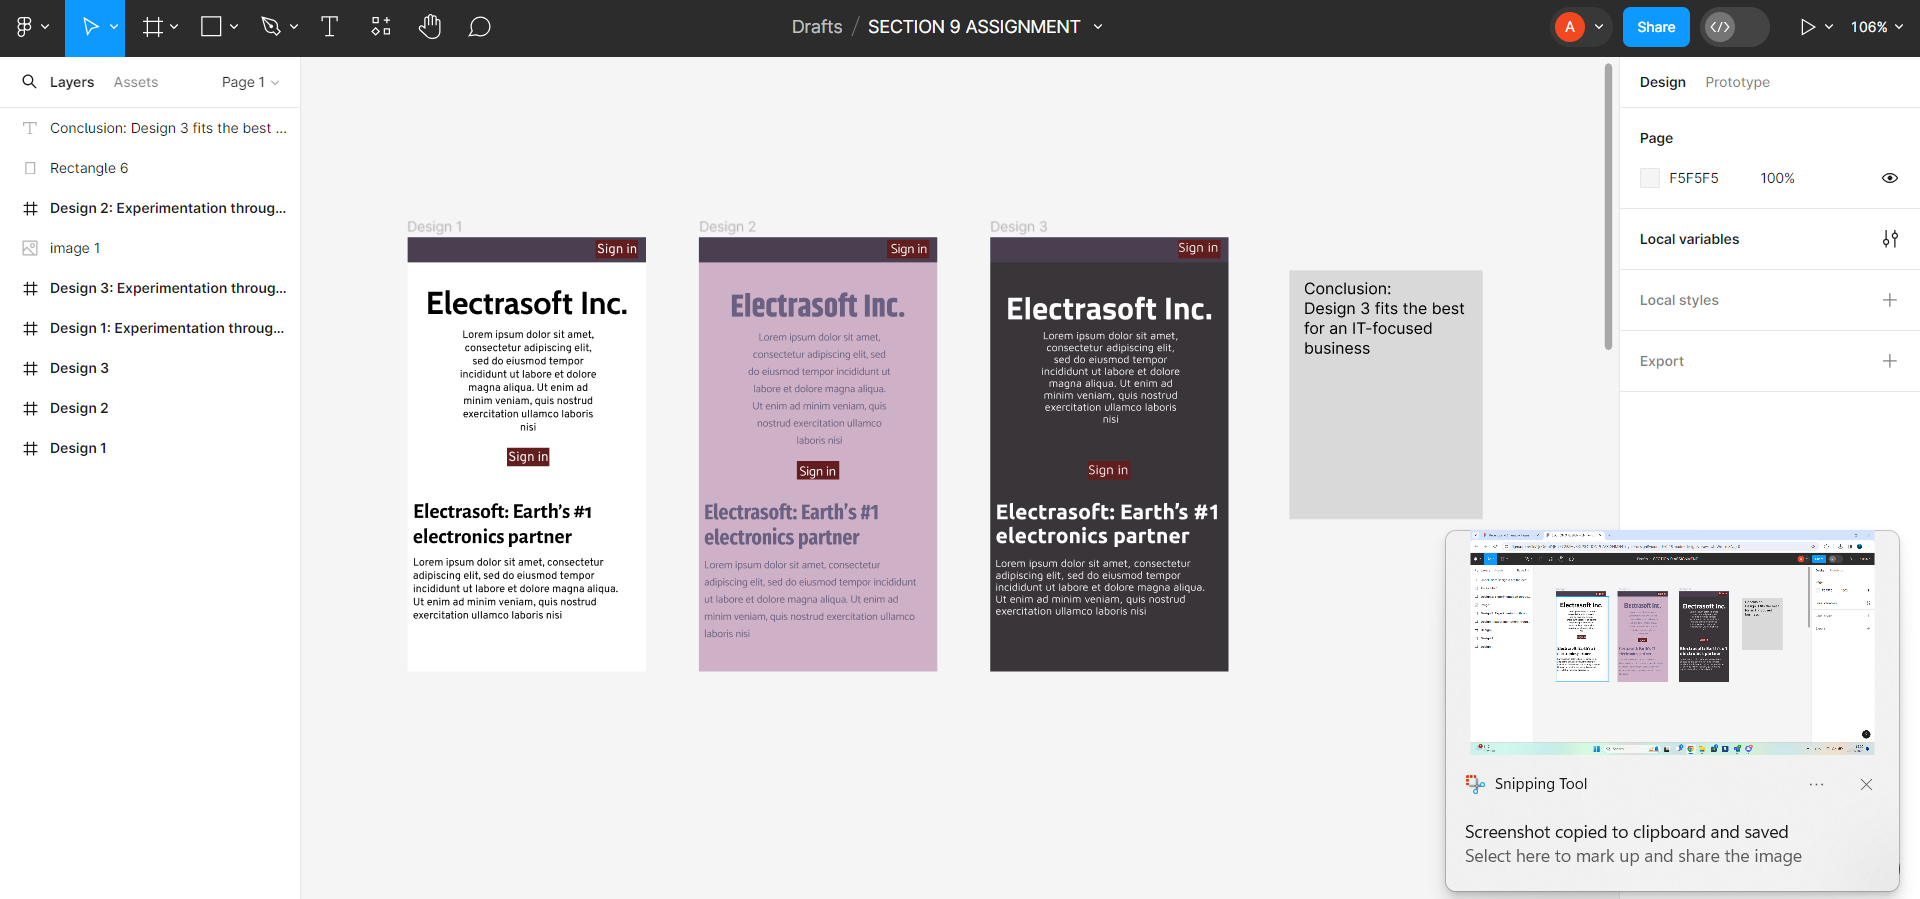 Drafts / SECTION 9 ASSIGNMENT
A
Share
106%
Layers
Assets
Page 1
Conclusion: Design 3 fits the best ...
Rectangle 6
Design 2: Experimentation throug...
image 1
Design 3: Experimentation throug...
Design 1: Experimentation throug...
Design 3
Design 2
Design 1
Design 1
Sign in
Electrasoft Inc.
Lorem ipsum dolor sit amet,
consectetur adipiscing elit,
sed do eiusmod tempor
incididunt ut labore et dolore
magna aliqua. Ut enim ad
minim veniam, quis nostrud
exercitation ullamco laboris
nisi
Sign in
Electrasoft: Earth's #1
electronics partner
Lorem ipsum dolor sit amet, consectetur
adipiscing elit, sed do eiusmod tempor
incididunt ut labore et dolore magna aliqua.
Ut enim ad minim veniam, quis nostrud
exercitation ullamco laboris nisi
Design 2
Sign in
Electrasoft Inc.
Lorem ipsum dolor sit amet,
consectetur adipiscing elit, sed
do eiusmod tempor incididunt ut
labore et dolore magna aliqua.
Ut enim ad minim veniam, quis
nostrud exercitation ullamco
laboris nisi
Sign in
Electrasoft: Earth's #1
electronics partner
Lorem ipsum dolor sit amet, consectetur
adipiscing elit, sed do eiusmod tempor incididunt
ut labore et dolore magna aliqua. Ut enim ad
minim veniam, quis nostrud exercitation ullamco
laboris nisi
Design 3
Sign in
Electrasoft Inc.
Lorem ipsum dolor sit amet,
consectetur adipiscing elit,
sed do eiusmod tempor
incididunt ut labore et dolore
magna aliqua. Ut enim ad
minim veniam, quis nostrud
exercitation ullamco laboris
nisi
Sign in
Electrasoft: Earth's #1
electronics partner
Lorem ipsum dolor sit amet, consectetur
adipiscing elit, sed do eiusmod tempor
incididunt ut labore et dolore magna aliqua.
Ut enim ad minim veniam, quis nostrud
exercitation ullamco laboris nisi
Conclusion:
Design 3 fits the best
for an IT-focused
business
Design
Prototype
Page
F5F5F5
100%
Local variables
Local styles
Export
Electrasoft Inc.
Electrasoft Inc.
Electrasoft Inc.
Snipping Tool
Screenshot copied to clipboard and saved
Select here to mark up and share the image